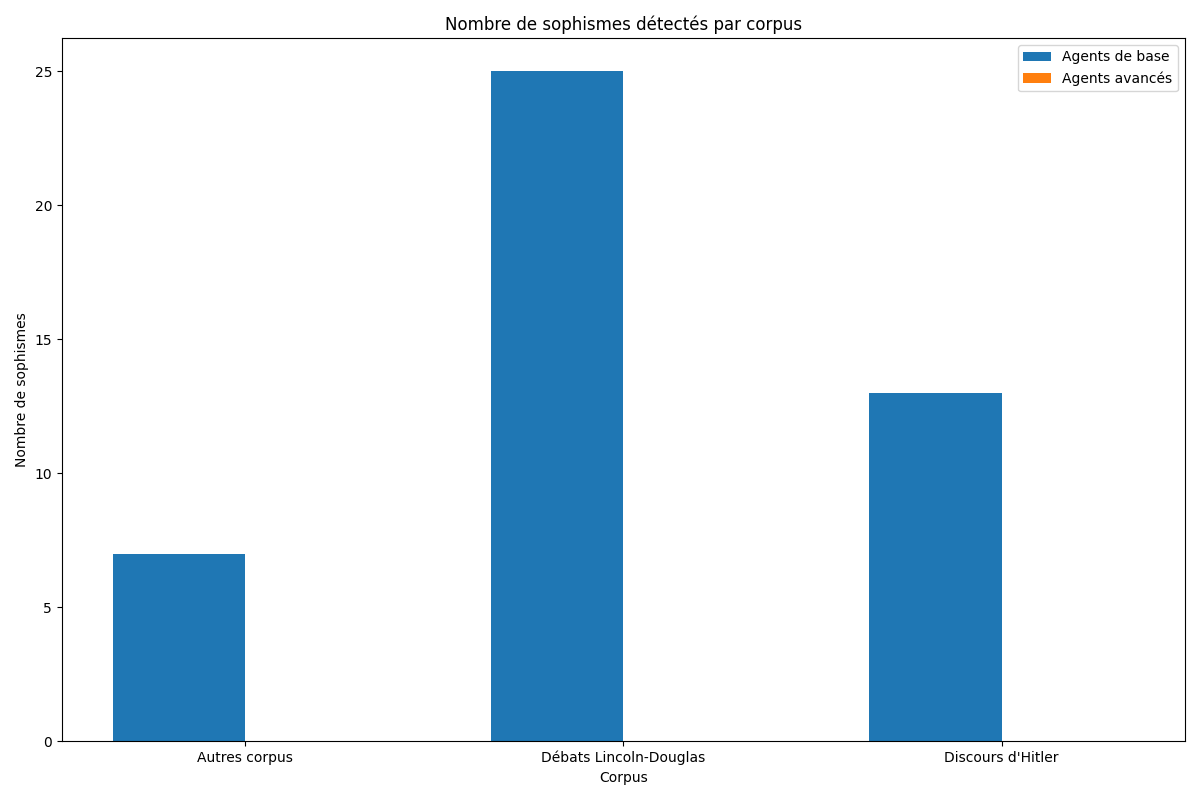 Nombre de sophismes détectés par corpus
Agents de base
Agents avancés
Nombre de sophismes
25
20
15
10
5
0
Autres corpus
Débats Lincoln-Douglas
Discours d'Hitler
Corpus